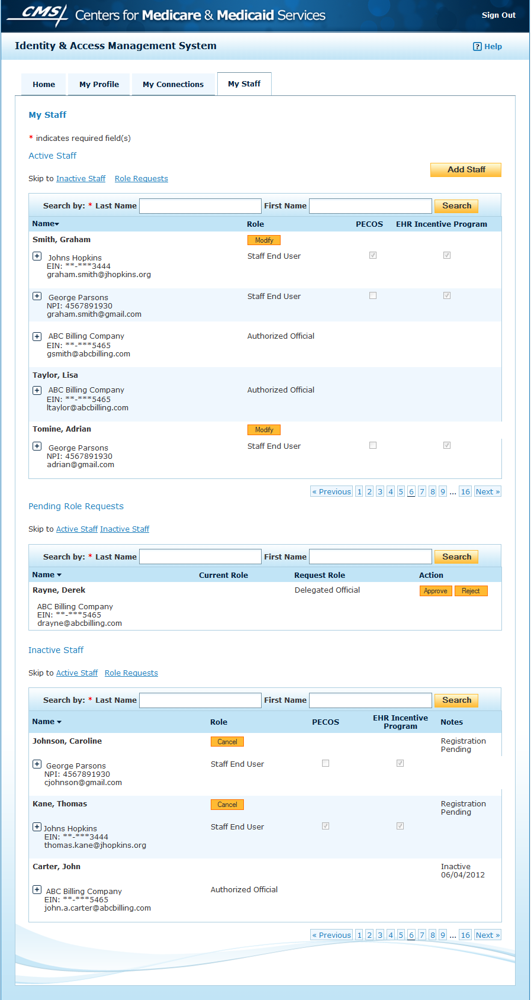 CMS Centers for Medicare & Medicaid Services
Sign Out
Identity & Access Management System
? Help
Home My Profile My Connections My Staff
My Staff
* indicates required field(s)
Active Staff
Add Staff
Skip to Inactive Staff Role Requests
Search by: * Last Name First Name Search
Name Role PECOS EHR Incentive Program
Smith, Graham Modify
Johns Hopkins Staff End User
EIN: **-***3444
graham.smith@jhopkins.org
George Parsons Staff End User
NPI: 4567891930
graham.smith@gmail.com
ABC Billing Company Authorized Official
EIN: **-***5465
gsmith@abcbilling.com
Taylor, Lisa
ABC Billing Company Authorized Official
EIN: **-***5465
ltaylor@abcbilling.com
Tomine, Adrian Modify
George Parsons Staff End User
NPI: 4567891930
adrian@gmail.com
« Previous 1 2 3 4 5 6 7 8 9 ... 16 Next »
Pending Role Requests
Skip to Active Staff Inactive Staff
Search by: * Last Name First Name Search
Name Current Role Request Role Action
Rayne, Derek Delegated Official Approve Reject
ABC Billing Company
EIN: **-***5465
drayne@abcbilling.com
Inactive Staff
Skip to Active Staff Role Requests
Search by: * Last Name First Name Search
Name Role PECOS EHR Incentive Program Notes
Johnson, Caroline Cancel Registration Pending
George Parsons Staff End User
NPI: 4567891930
cjohnson@gmail.com
Kane, Thomas Cancel Registration Pending
Johns Hopkins Staff End User
EIN: **-***3444
thomas.kane@jhopkins.org
Carter, John Inactive 06/04/2012
ABC Billing Company Authorized Official
EIN: **-***5465
john.a.carter@abcbilling.com
« Previous 1 2 3 4 5 6 7 8 9 ... 16 Next »